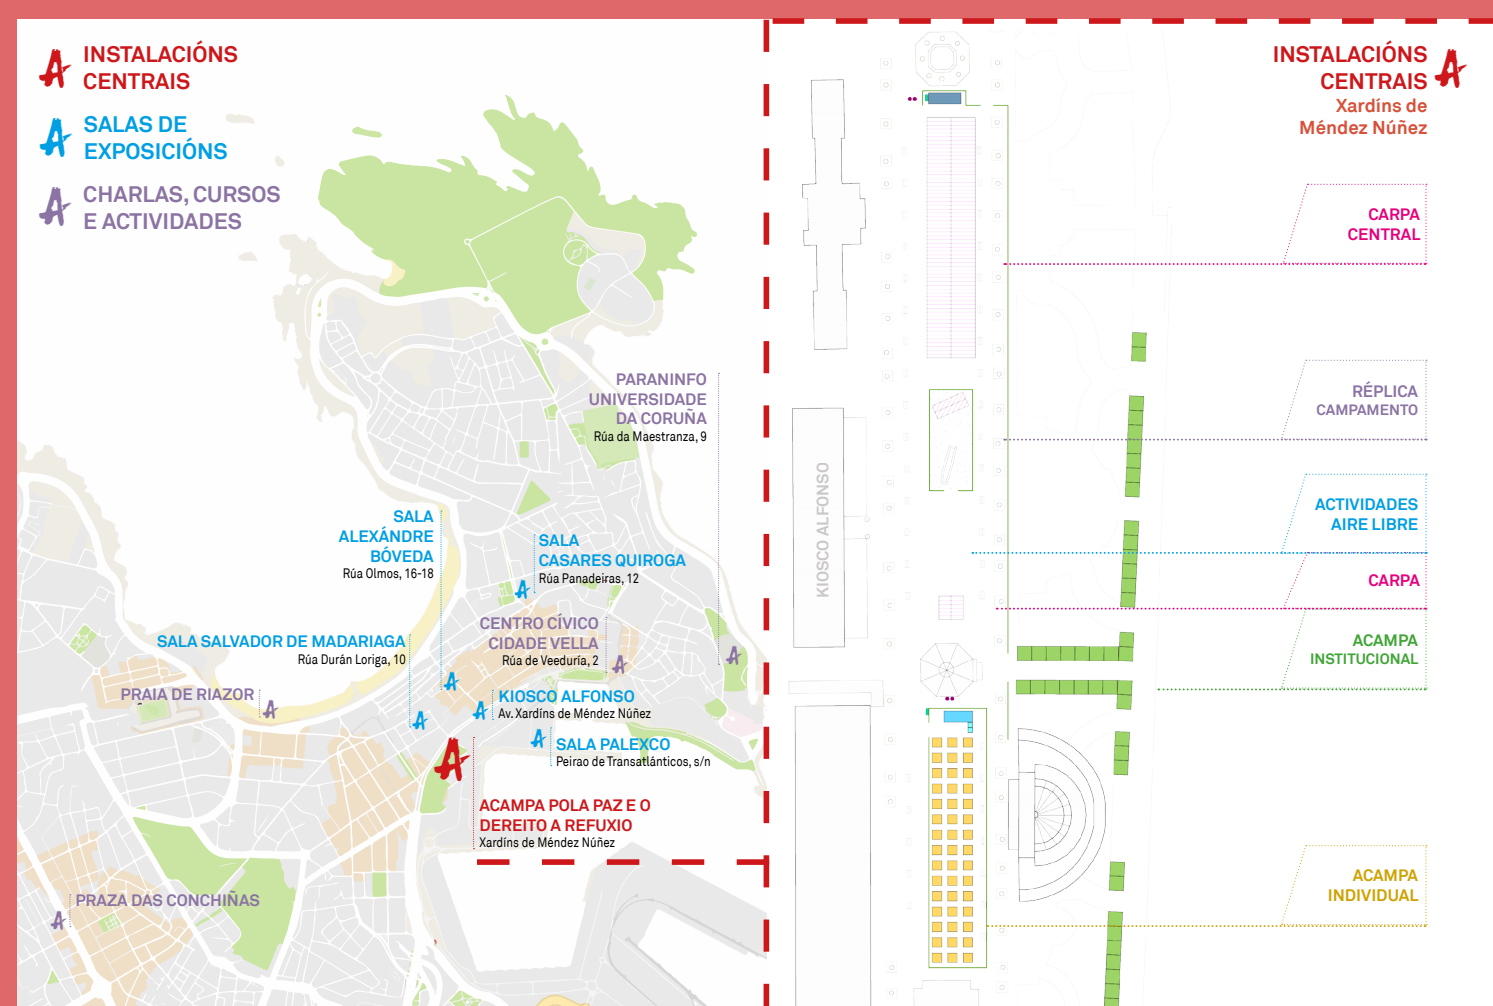 INSTALACIÓNS
CENTRAIS
SALAS DE
EXPOSICIÓNS
CHARLAS, CURSOS
E ACTIVIDADES
PARANINFO
UNIVERSIDADE
DA CORUÑA
Rúa da Maestranza, 9
SALA
ALEXÁNDRE
BÓVEDA
Rúa Olmos, 16-18
SALA
CASARES QUIROGA
Rúa Panadeiras, 12
CENTRO CÍVICO
CIDADE VELLA
Rúa de Veeduría, 2
SALA SALVADOR DE MADARIAGA
Rúa Durán Loriga, 10
PRAIA DE RIAZOR
KIOSCO ALFONSO
Av. Xardíns de Méndez Núñez
SALA PALEXCO
Peirao de Transatlánticos, s/n
ACAMPA POLA PAZ E O
DEREITO A REFUXIO
Xardíns de Méndez Núñez
PRAZA DAS CONCHIÑAS
INSTALACIÓNS
CENTRAIS
Xardíns de
Méndez Núñez
KIOSCO ALFONSO
CARPA
CENTRAL
RÉPLICA
CAMPAMENTO
ACTIVIDADES
AIRE LIBRE
CARPA
ACAMPA
INSTITUCIONAL
ACAMPA
INDIVIDUAL